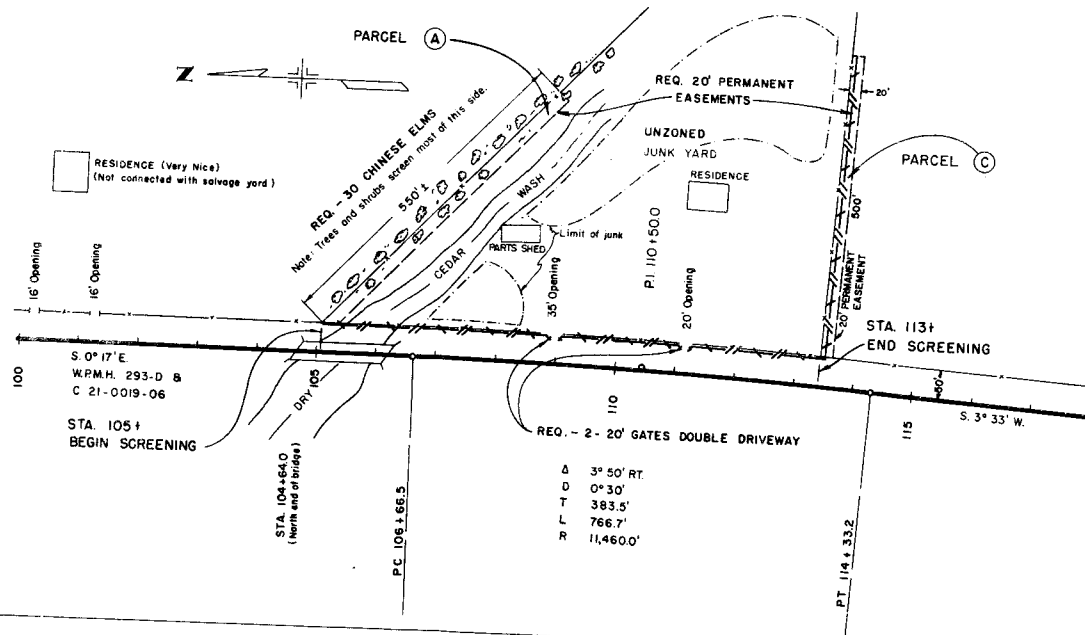 PARCEL A
N
REQ. 20' PERMANENT
EASEMENTS
20'
REQ. - 30 CHINESE ELMS
550' ±
Note: Trees and shrubs screen most of this side.
UNZONED
JUNK YARD
RESIDENCE
PARCEL C
500'
RESIDENCE (Very Nice)
(Not connected with salvage yard)
WASH
CEDAR
DRY
PARTS SHED
Limit of junk
16' Opening
16' Opening
35' Opening
P.I. 110+50.0
20' Opening
20' PERMANENT
EASEMENT
STA. 113+
END SCREENING
100
S. 0° 17' E.
W.P.M.H. 293-D &
C 21-0019-06
105
110
115
50'
S. 3° 33' W.
STA. 105+
BEGIN SCREENING
STA. 104+64.0
(North end of bridge)
PC 106+66.5
REQ. - 2-20' GATES DOUBLE DRIVEWAY
Δ 3° 50' RT.
D 0° 30'
T 383.5'
L 766.7'
R 11,460.0'
PT 114+33.2